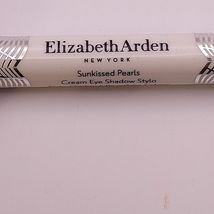 Elizabeth Arden
NEW YORK
Sunkissed Pearls
Cream Eye Shadow Stylo